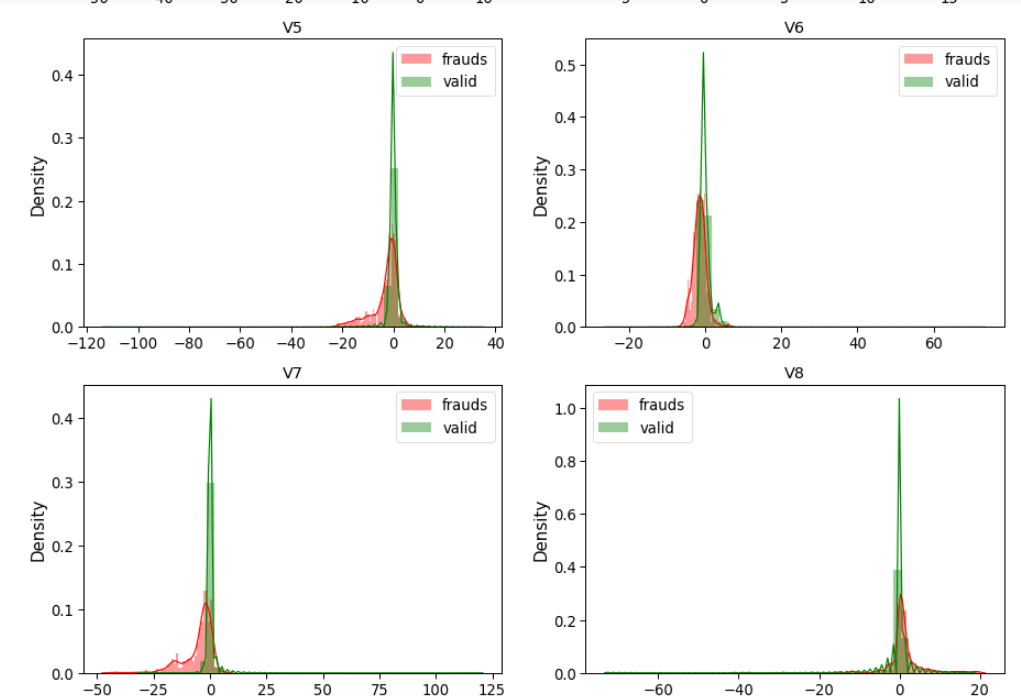 V5
frauds
valid
0.4
0.3
0.2
0.1
0.0
Density
−120 −100 −80 −60 −40 −20 0 20 40
V6
frauds
valid
0.5
0.4
0.3
0.2
0.1
0.0
Density
−20 0 20 40 60
V7
frauds
valid
0.4
0.3
0.2
0.1
0.0
Density
−50 −25 0 25 50 75 100 125
V8
frauds
valid
1.0
0.8
0.6
0.4
0.2
0.0
Density
−60 −40 −20 0 20